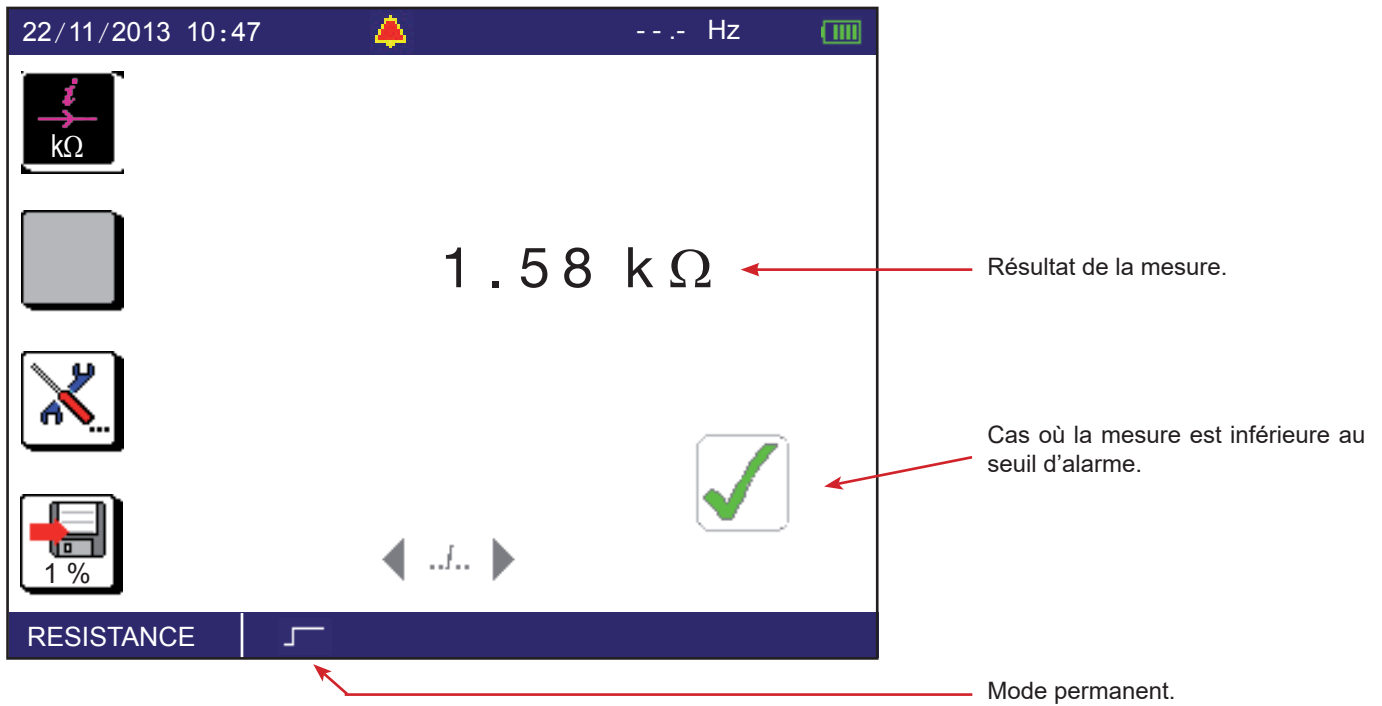 22/11/2013 10:47 --.- Hz
i
kΩ
1.58 kΩ
Résultat de la mesure.
...
Cas où la mesure est inférieure au
seuil d'alarme.
1 %
RESISTANCE
Mode permanent.